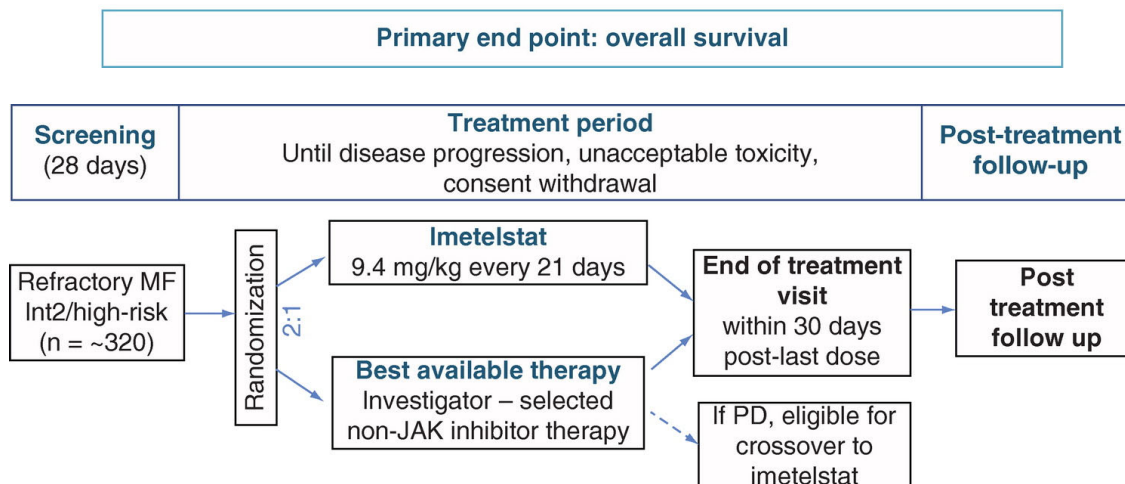 Primary end point: overall survival
Screening
(28 days)
Treatment period
Until disease progression, unacceptable toxicity,
consent withdrawal
Post-treatment
follow-up
Refractory MF
Int2/high-risk
(n = ~320)
Randomization
2:1
Imetelstat
9.4 mg/kg every 21 days
Best available therapy
Investigator – selected
non-JAK inhibitor therapy
End of treatment
visit
within 30 days
post-last dose
If PD, eligible for
crossover to
imetelstat
Post
treatment
follow up